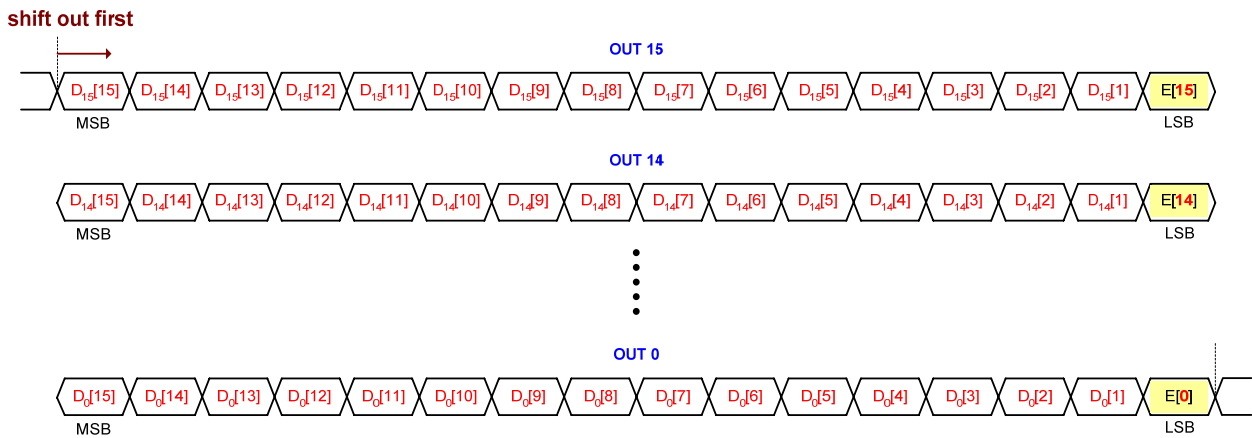 shift out first
OUT 15
D15[15] D15[14] D15[13] D15[12] D15[11] D15[10] D15[9] D15[8] D15[7] D15[6] D15[5] D15[4] D15[3] D15[2] D15[1] E[15]
MSB LSB
OUT 14
D14[15] D14[14] D14[13] D14[12] D14[11] D14[10] D14[9] D14[8] D14[7] D14[6] D14[5] D14[4] D14[3] D14[2] D14[1] E[14]
MSB LSB
OUT 0
D0[15] D0[14] D0[13] D0[12] D0[11] D0[10] D0[9] D0[8] D0[7] D0[6] D0[5] D0[4] D0[3] D0[2] D0[1] E[0]
MSB LSB